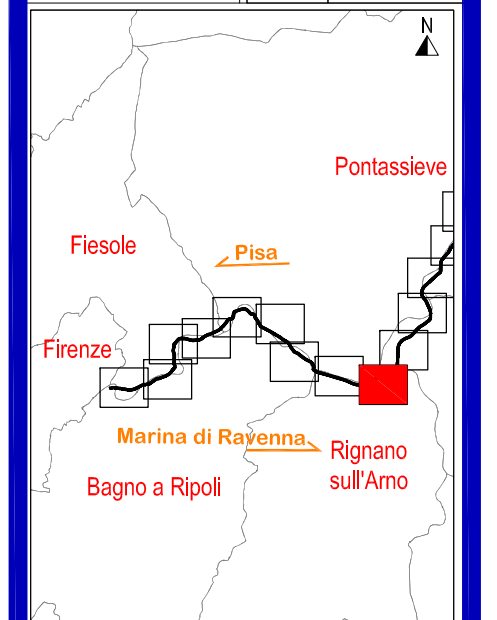 N
Pontassieve
Fiesole
Pisa
Firenze
Marina di Ravenna
Rignano
sull'Arno
Bagno a Ripoli